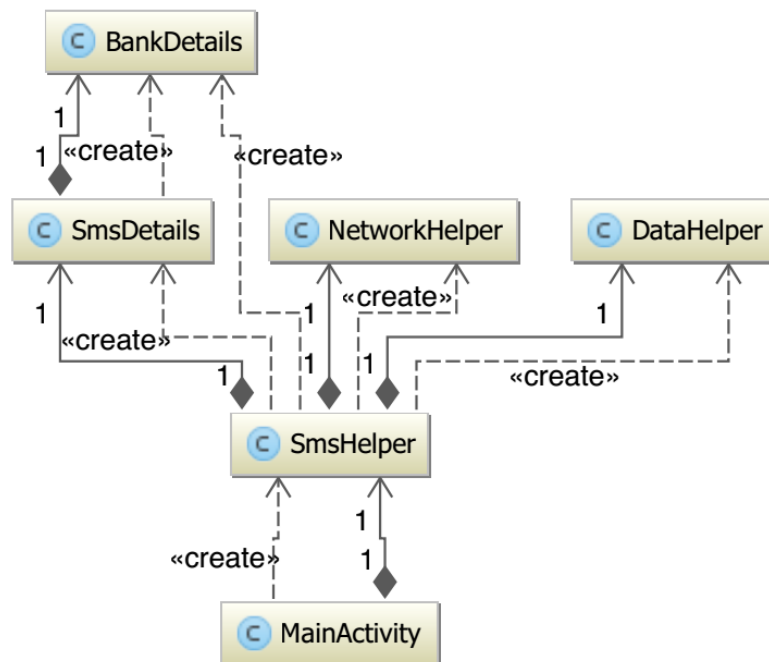 C BankDetails
1
1 «create» «create»
C SmsDetails
C NetworkHelper
C DataHelper
1 «create» 1 «create» 1
1 1 1 «create»
C SmsHelper
1
«create» 1
C MainActivity